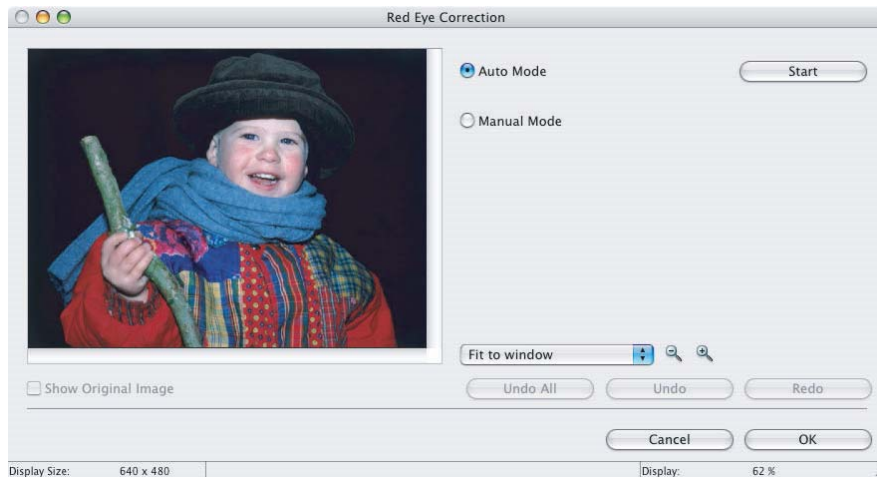 Red Eye Correction
Auto Mode
Start
Manual Mode
Fit to window
Show Original Image
Undo All
Undo
Redo
Cancel
OK
Display Size: 640 x 480
Display: 62 %